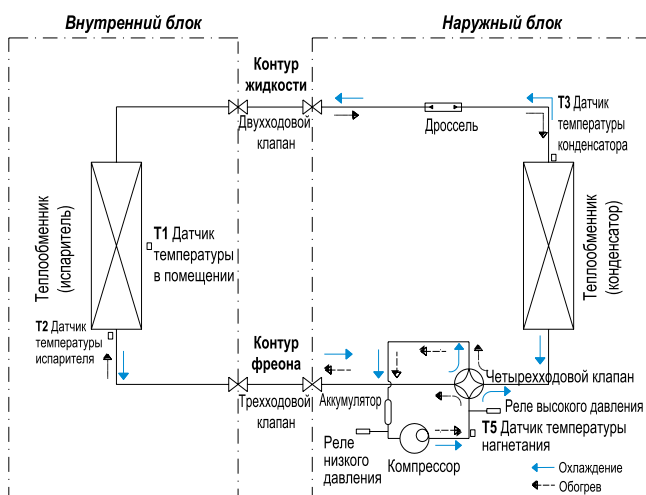 Внутренний блок
Наружный блок
Контур
жидкости
Двухходовой
клапан
Дроссель
T3 Датчик
температуры
конденсатора
Теплообменник
(испаритель)
T1 Датчик
температуры
в помещении
Теплообменник
(конденсатор)
T2 Датчик
температуры
испарителя
Контур
фреона
Трехходовой
клапан
Аккумулятор
Четырехходовой клапан
Реле высокого давления
T5 Датчик температуры
нагнетания
Реле
низкого
давления
Компрессор
Охлаждение
Обогрев